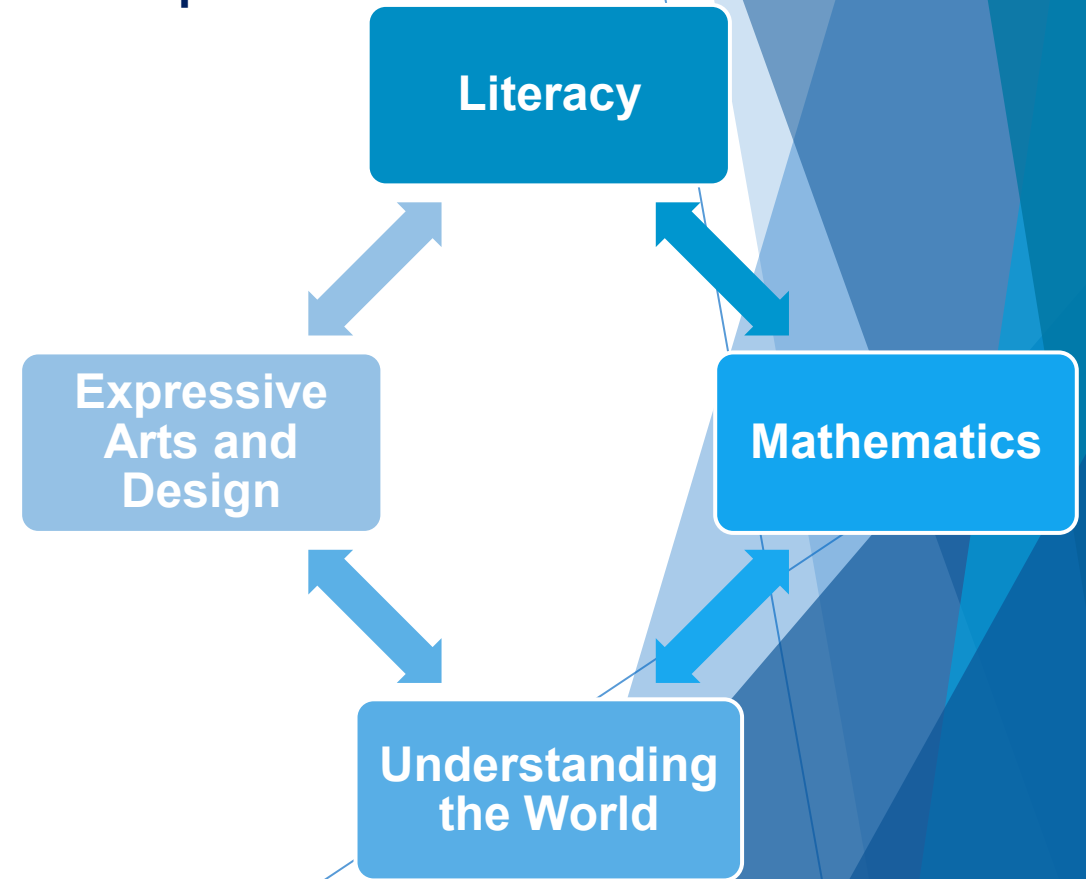 Literacy
Expressive
Arts and
Design
Mathematics
Understanding
the World